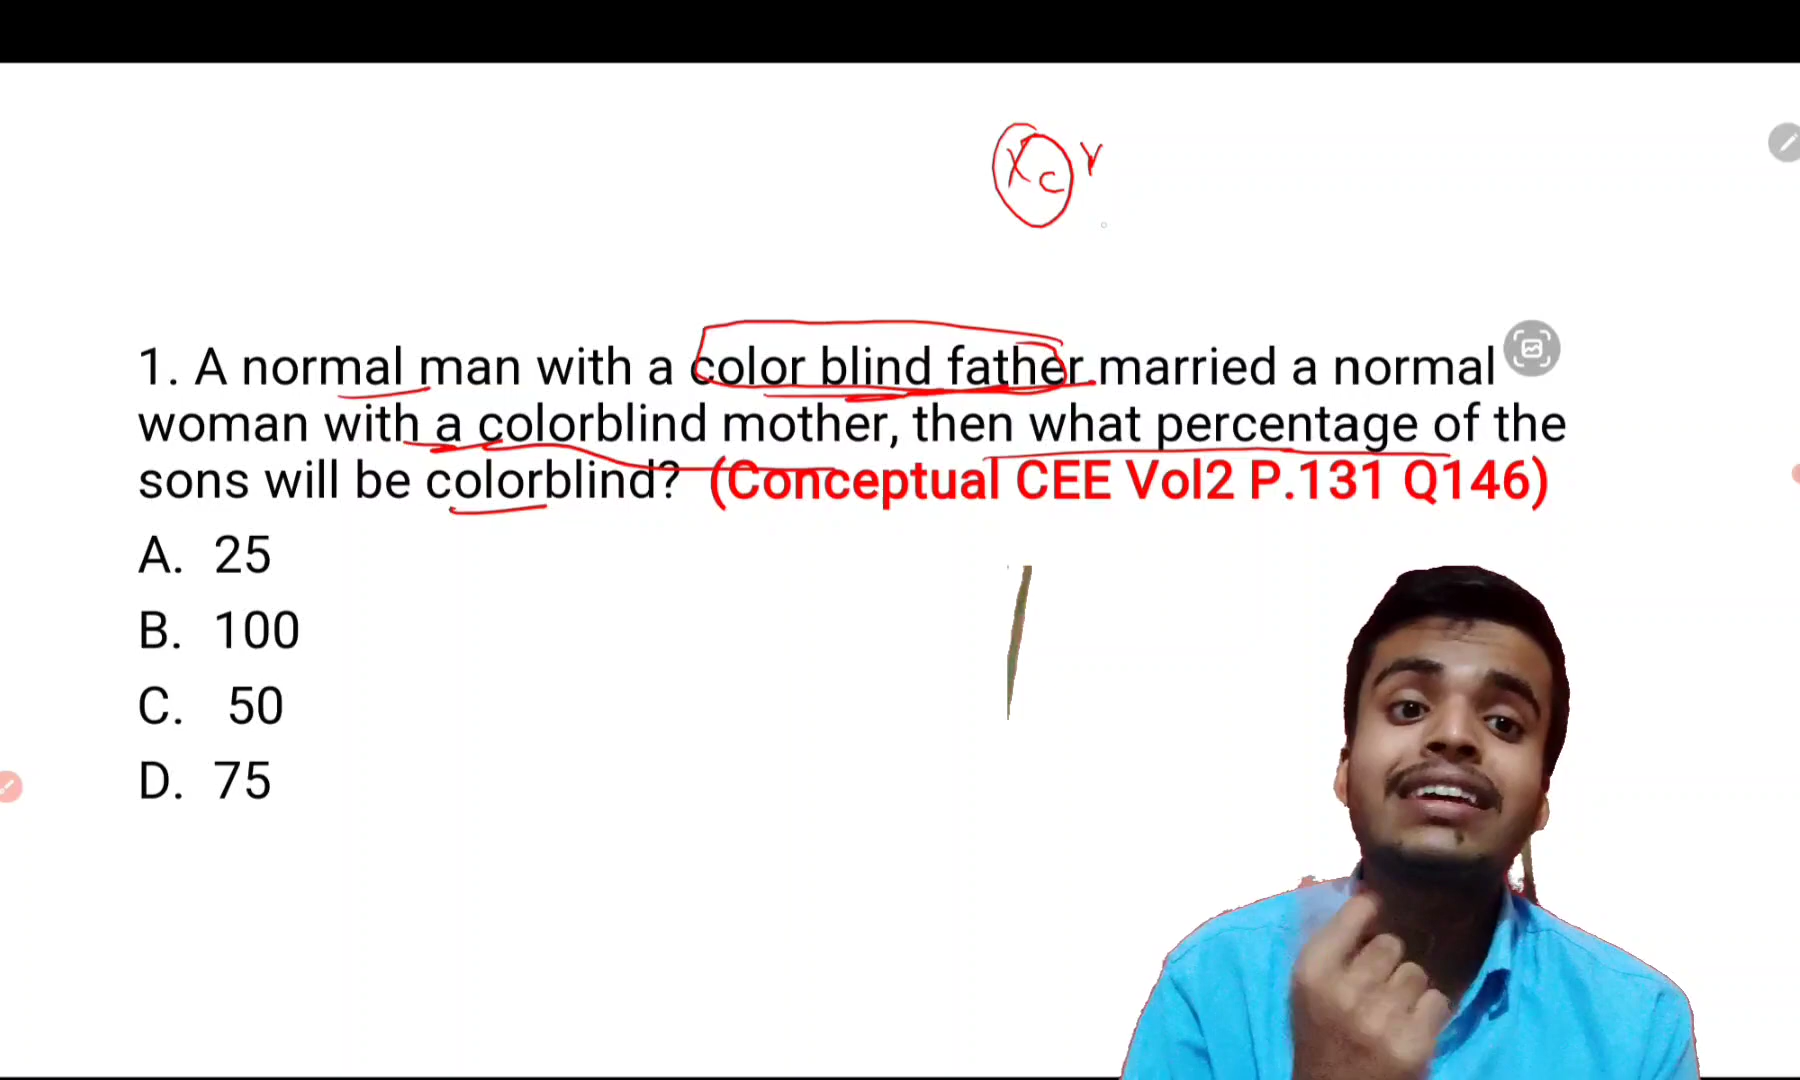 XcY
1. A normal man with a color blind father married a normal
woman with a colorblind mother, then what percentage of the
sons will be colorblind? (Conceptual CEE Vol2 P.131 Q146)
A. 25
B. 100
C. 50
D. 75